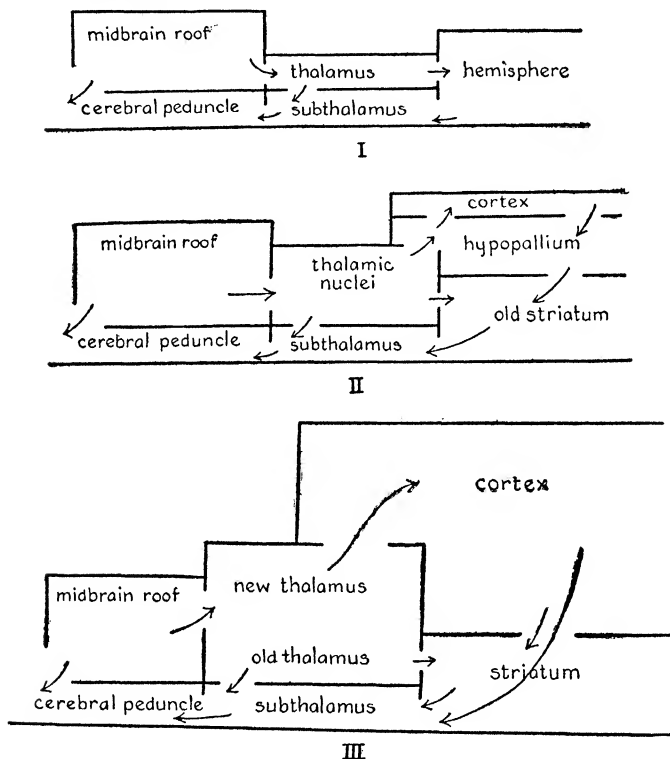 midbrain roof
thalamus
hemisphere
cerebral peduncle
subthalamus
I
cortex
midbrain roof
hypopallium
thalamic
nuclei
old striatum
cerebral peduncle
subthalamus
II
cortex
new thalamus
midbrain roof
old thalamus
striatum
cerebral peduncle
subthalamus
III